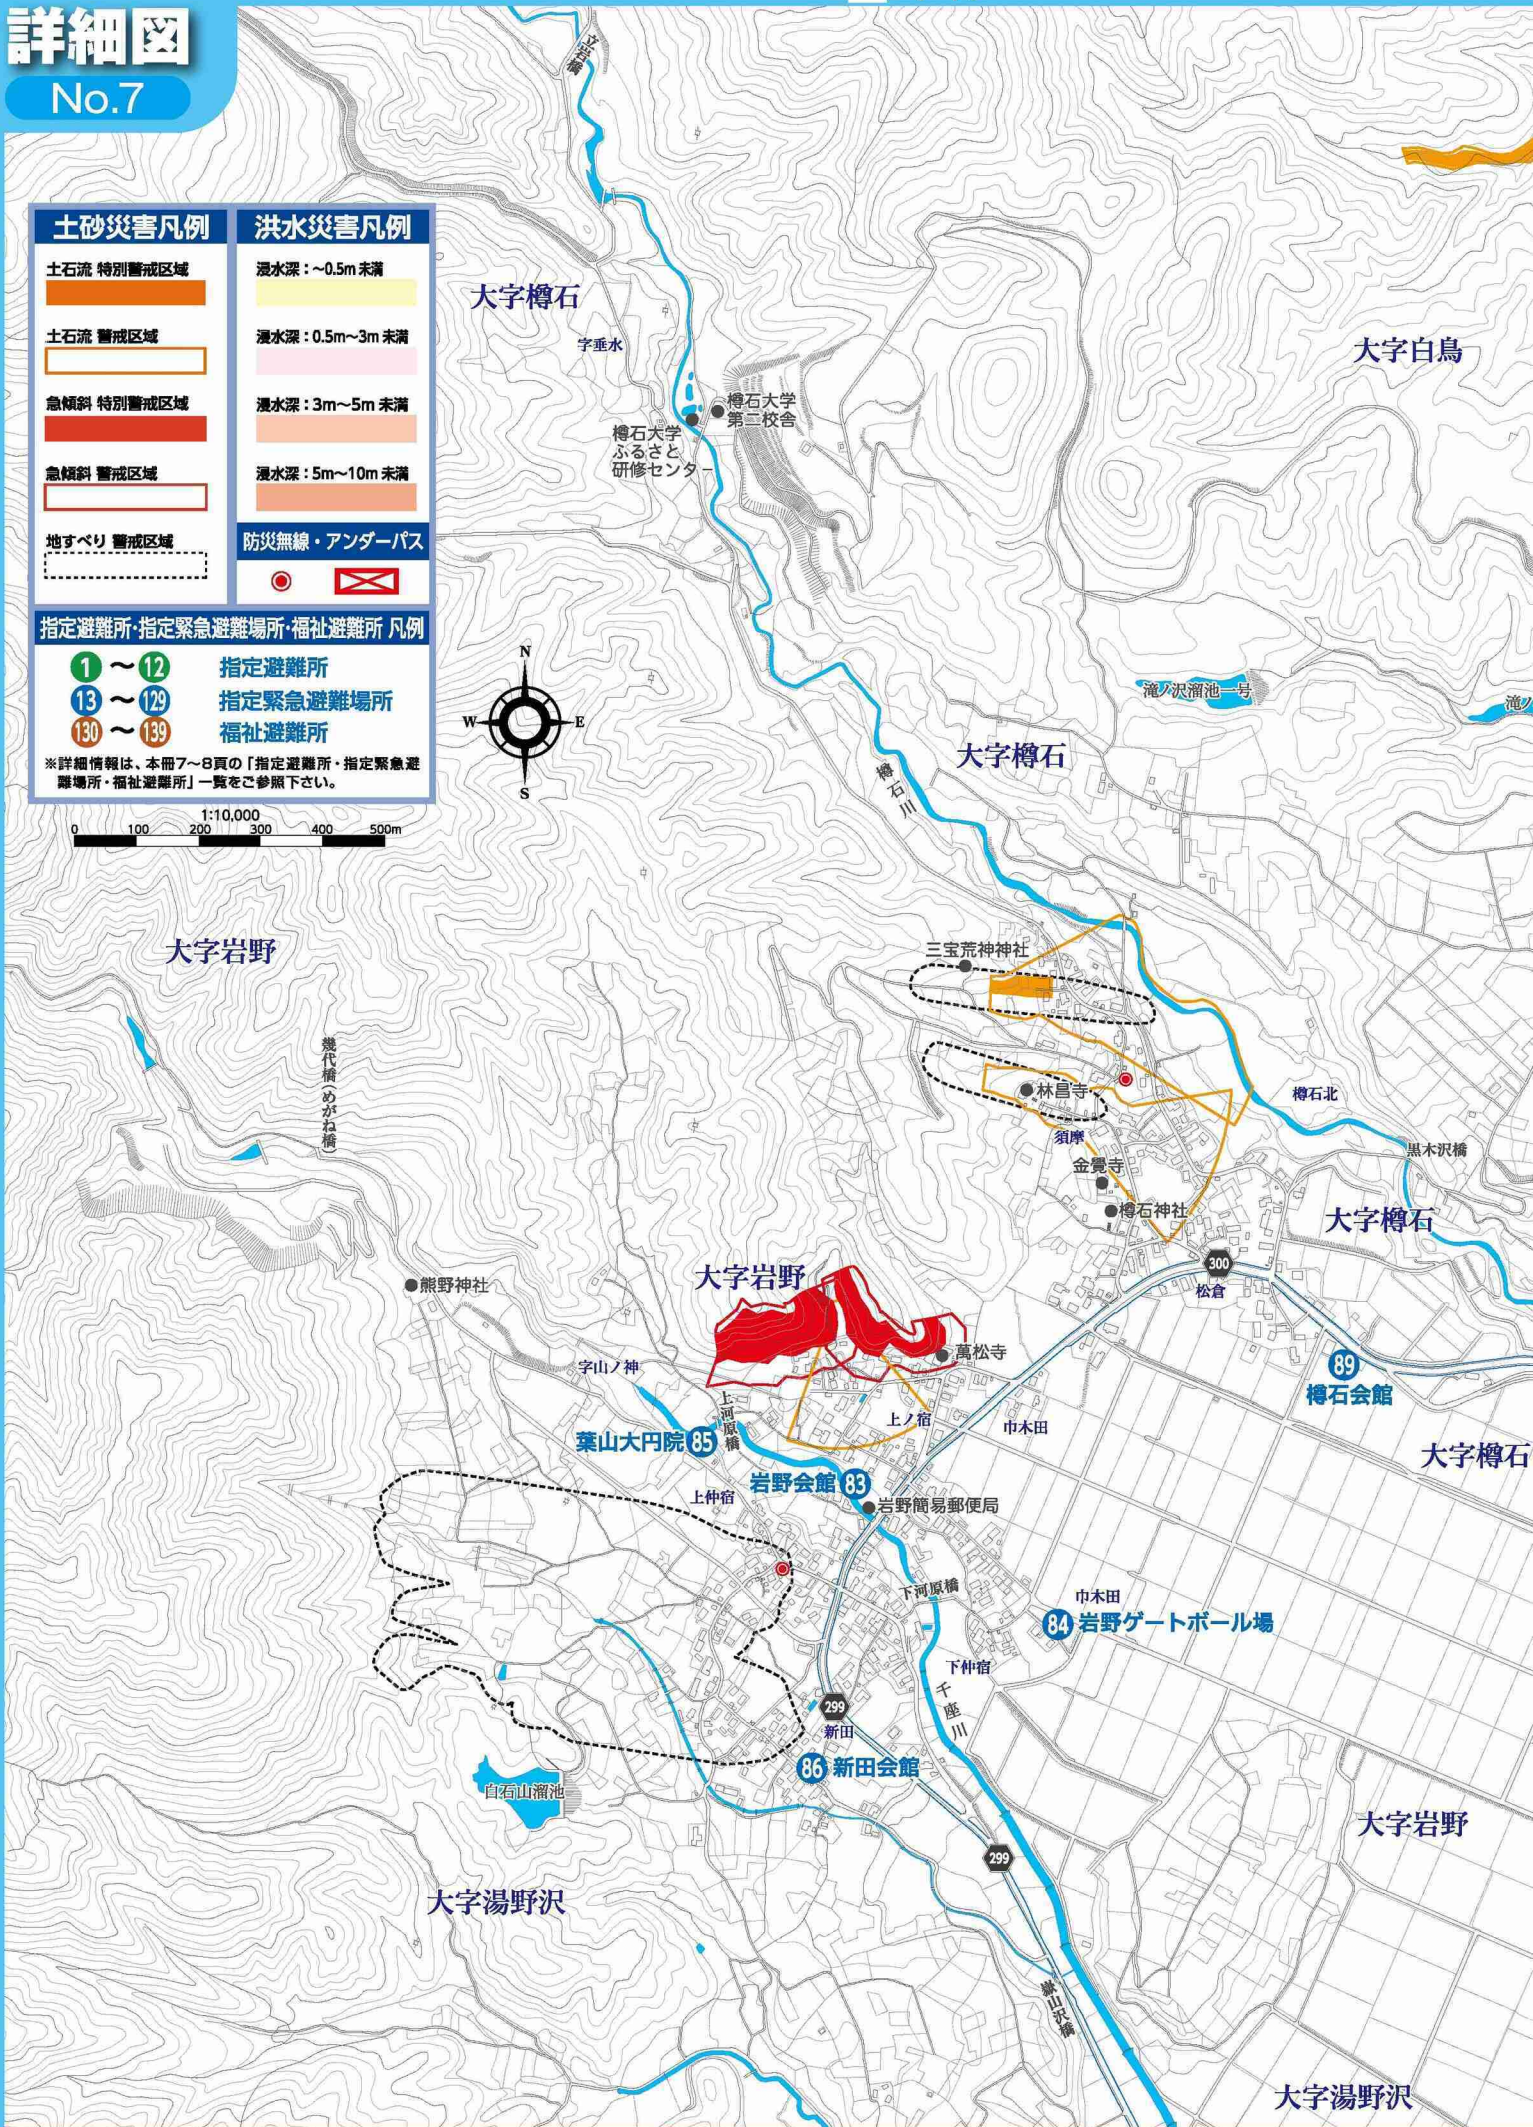 詳細図
No.7
土砂災害凡例
土石流 特別警戒区域
土石流 警戒区域
急傾斜 特別警戒区域
急傾斜 警戒区域
地すべり 警戒区域
洪水災害凡例
浸水深：～0.5m 未満
浸水深：0.5m～3m 未満
浸水深：3m～5m 未満
浸水深：5m～10m 未満
防災無線・アンダーパス
指定避難所・指定緊急避難場所・福祉避難所 凡例
1 ～ 12 指定避難所
13 ～ 129 指定緊急避難場所
130 ～ 139 福祉避難所
※詳細情報は、本冊7～8頁の「指定避難所・指定緊急避
難場所・福祉避難所」一覧をご参照下さい。
1:10,000
0 100 200 300 400 500m
N
W
E
S
立岩橋
大字樽石
字垂水
大字白鳥
樽石大学
第二校舎
樽石大学
ふるさと
研修センター
滝ノ沢溜池一号
滝ノ
大字樽石
樽石川
大字岩野
三宝荒神神社
幾代橋(めがね橋)
林昌寺
樽石北
須摩
黒木沢橋
金覺寺
樽石神社
大字樽石
300
松倉
大字岩野
熊野神社
萬松寺
字山ノ神
89
樽石会館
上河原橋
上ノ宿
巾木田
葉山大円院 85
大字樽石
岩野会館 83
上仲宿
岩野簡易郵便局
下河原橋
巾木田
84 岩野ゲートボール場
下仲宿
千座川
299
新田
86 新田会館
白石山溜池
大字岩野
299
大字湯野沢
嶽山沢橋
大字湯野沢